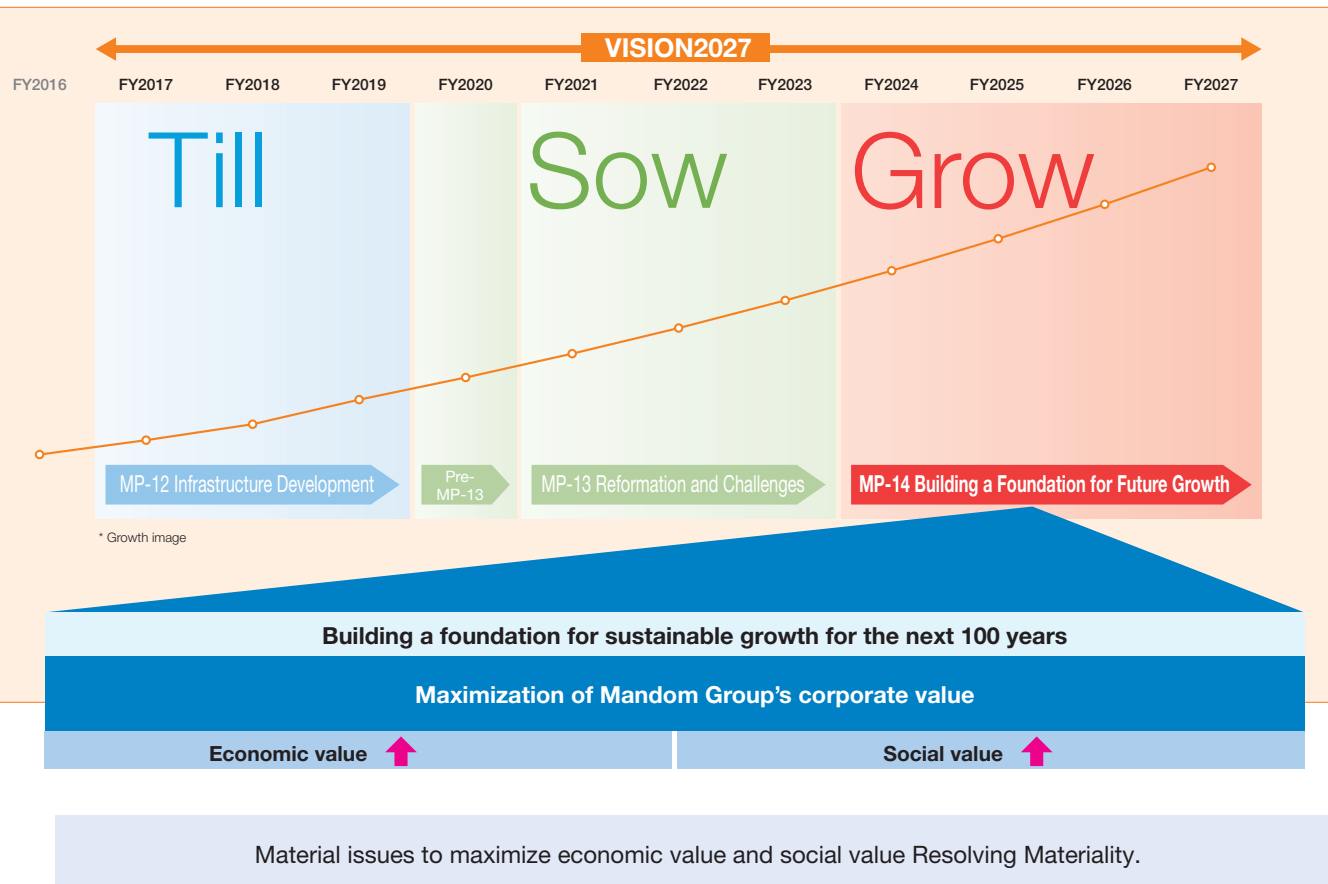 VISION2027
FY2016 FY2017 FY2018 FY2019 FY2020 FY2021 FY2022 FY2023 FY2024 FY2025 FY2026 FY2027
Till Sow Grow
MP-12 Infrastructure Development
Pre-
MP-13
MP-13 Reformation and Challenges
MP-14 Building a Foundation for Future Growth
* Growth image
Building a foundation for sustainable growth for the next 100 years
Maximization of Mandom Group's corporate value
Economic value Social value
Material issues to maximize economic value and social value Resolving Materiality.